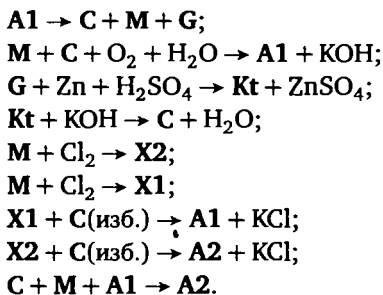 A1 → C + M + G;
M + C + O₂ + H₂O → A1 + KOH;
G + Zn + H₂SO₄ → Kt + ZnSO₄;
Kt + KOH → C + H₂O;
M + Cl₂ → X2;
M + Cl₂ → X1;
X1 + C(изб.) → A1 + KCl;
X2 + C(изб.) → A2 + KCl;
C + M + A1 → A2.